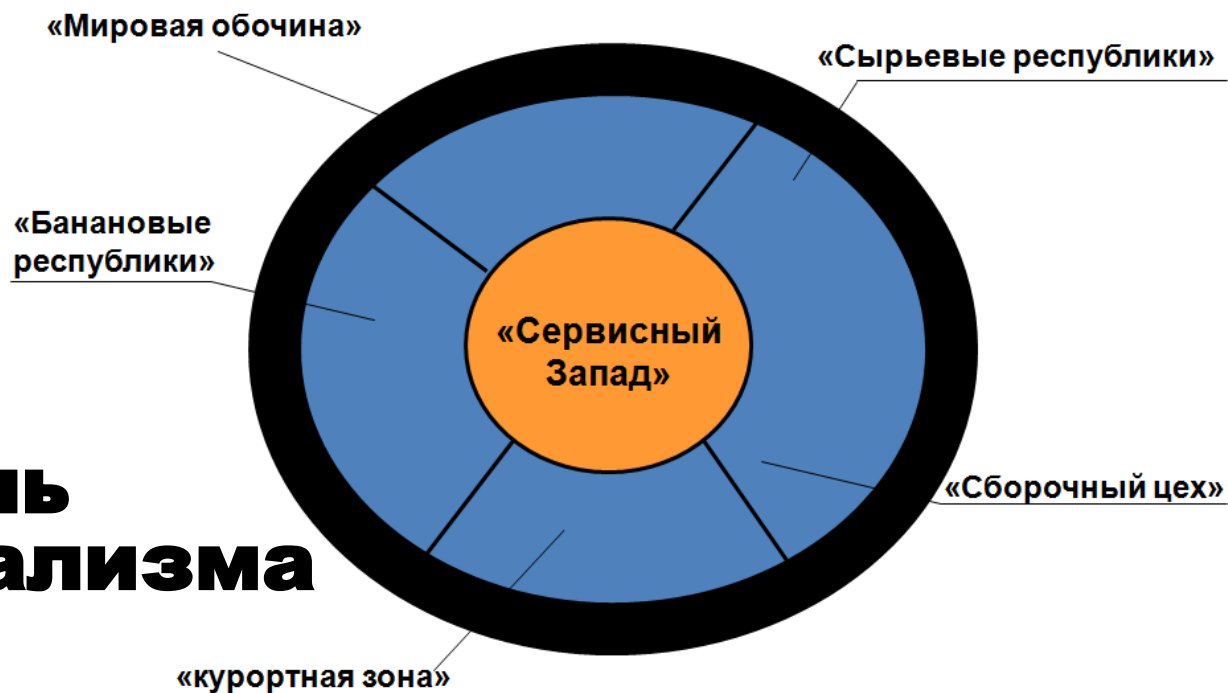 «Мировая обочина»
«Сырьевые республики»
«Банановые
республики»
«Сервисный
Запад»
«Сборочный цех»
ализма
«курортная зона»